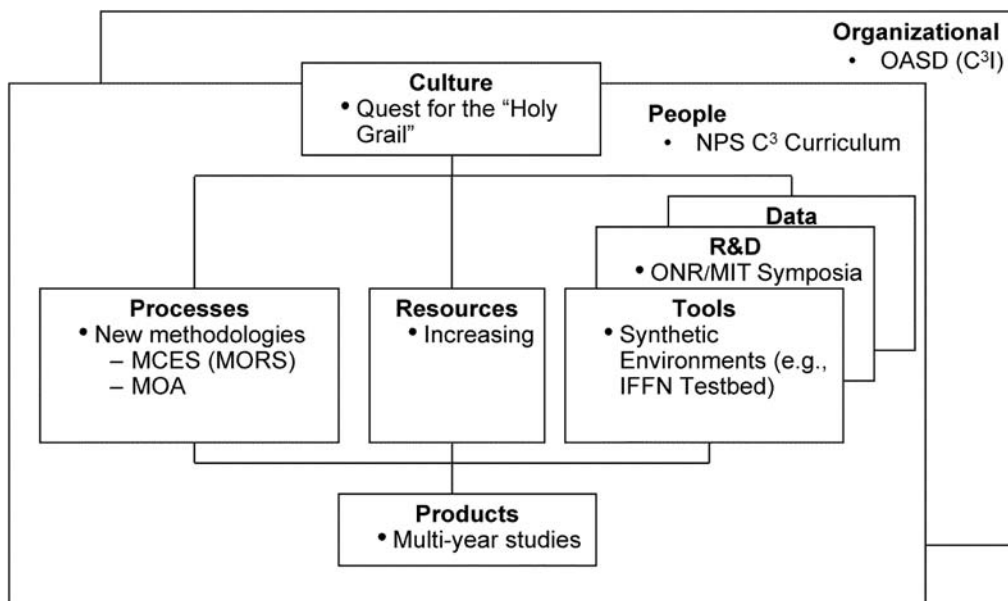 Organizational
• OASD (C³I)
Culture
• Quest for the “Holy
Grail”
People
• NPS C³ Curriculum
Data
R&D
• ONR/MIT Symposia
Processes
• New methodologies
– MCES (MORS)
– MOA
Resources
• Increasing
Tools
• Synthetic
Environments (e.g.,
IFFN Testbed)
Products
• Multi-year studies